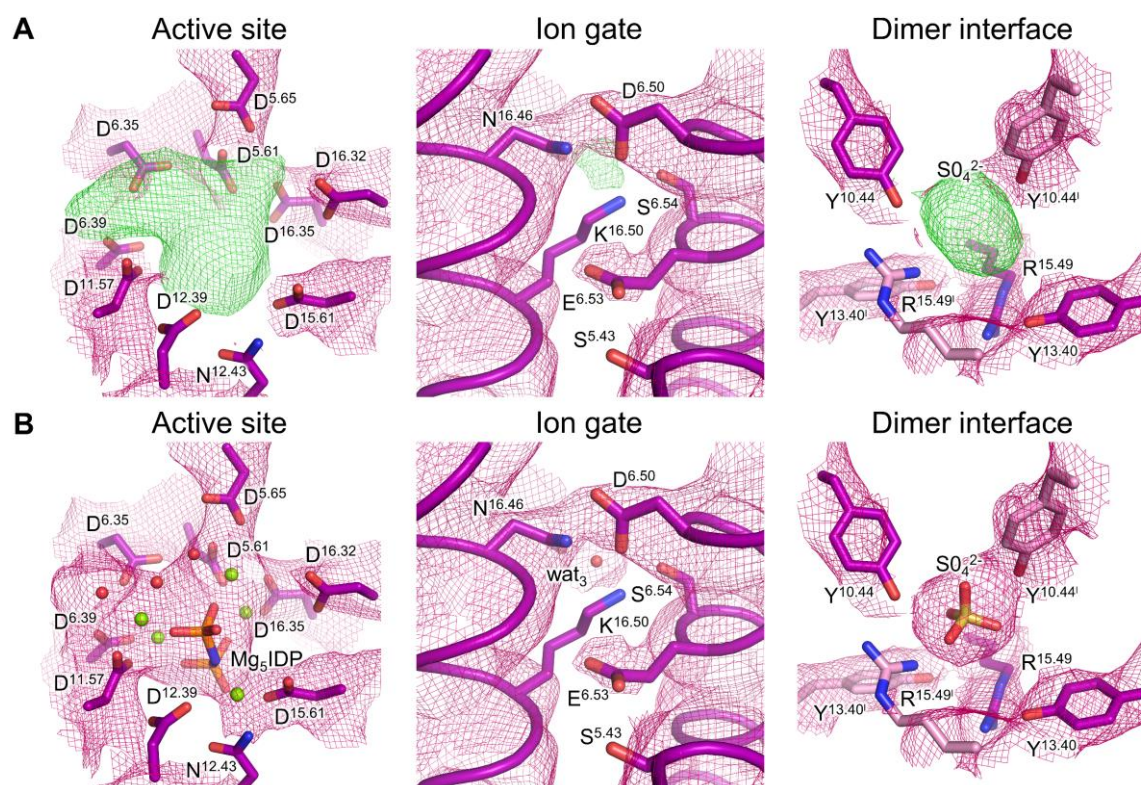 A
Active site
D5.65
D6.35
D5.61
D16.32
D6.39
D16.35
D11.57
D12.39
D15.61
N12.43
Ion gate
D6.50
N16.46
S6.54
K16.50
E6.53
S5.43
Dimer interface
S04 2-
Y10.44
Y10.44I
R15.49
R15.49I
Y13.40I
Y13.40
B
Active site
D5.65
D6.35
D5.61
D16.32
D6.39
D16.35
Mg5IDP
D11.57
D12.39
D15.61
N12.43
Ion gate
D6.50
N16.46
wat3
S6.54
K16.50
E6.53
S5.43
Dimer interface
S04 2-
Y10.44
Y10.44I
R15.49
R15.49I
Y13.40I
Y13.40